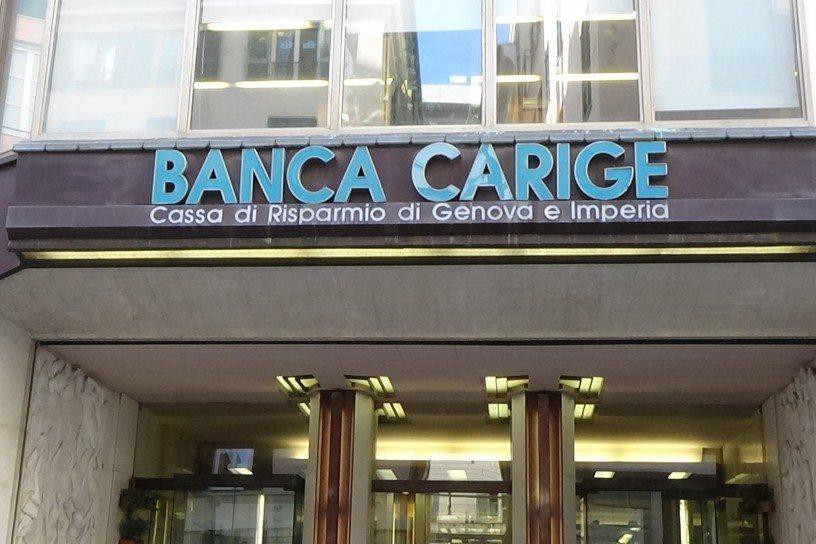 BANCA CARIGE
Cassa di Risparmio di Genova e Imperia